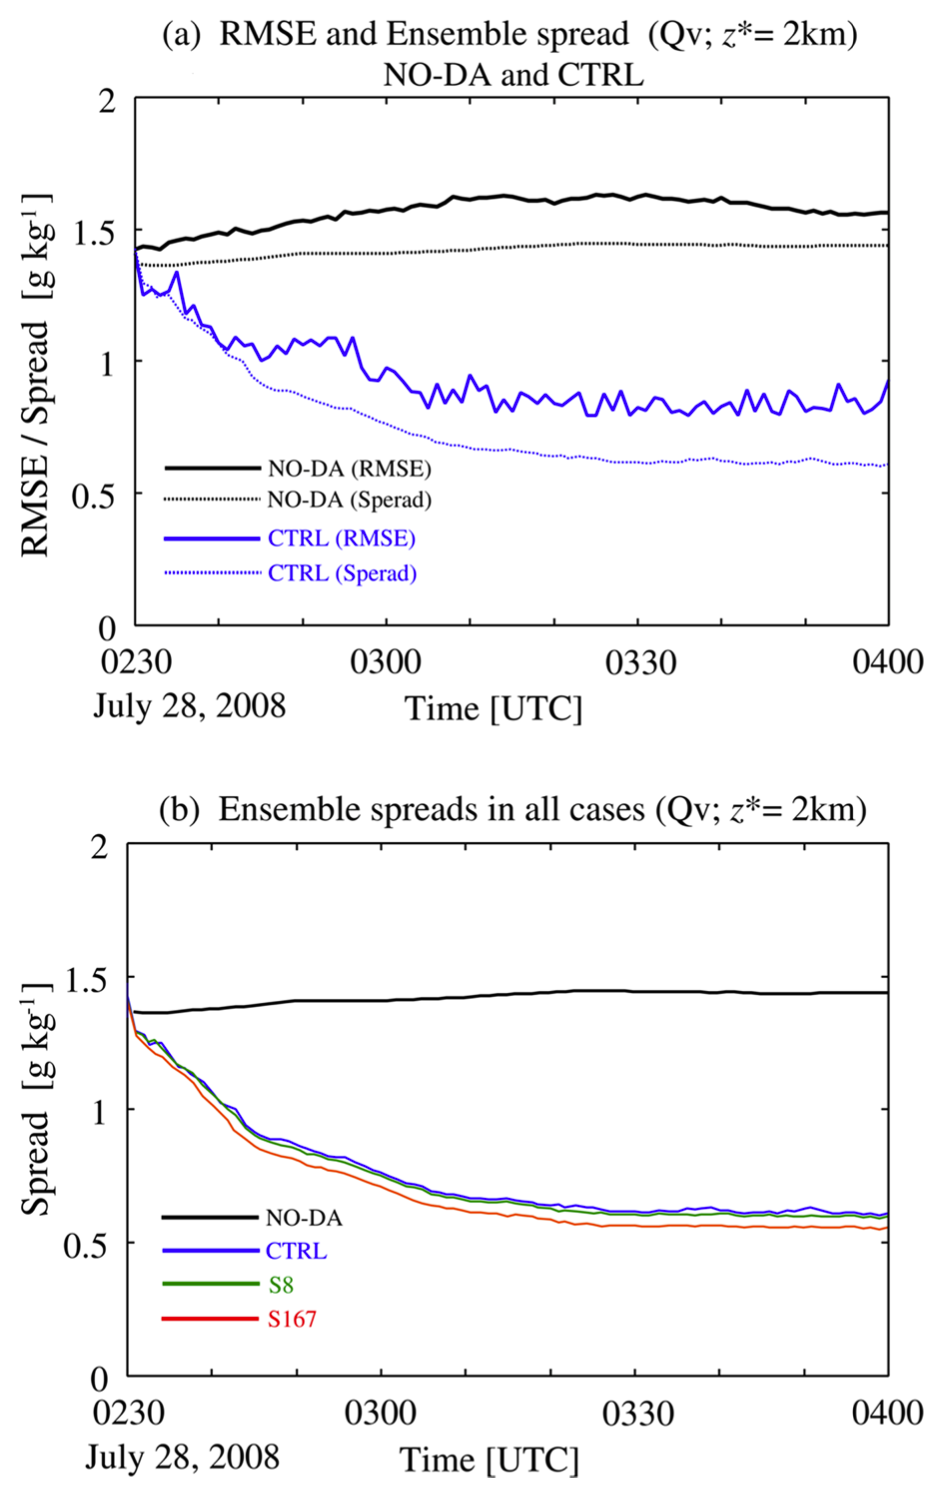 (a) RMSE and Ensemble spread (Qv; z*= 2km)
NO-DA and CTRL
2
1.5
1
0.5
0
RMSE / Spread [g kg-1]
NO-DA (RMSE)
NO-DA (Sperad)
CTRL (RMSE)
CTRL (Sperad)
0230 0300 0330 0400
July 28, 2008 Time [UTC]
(b) Ensemble spreads in all cases (Qv; z*= 2km)
2
1.5
1
0.5
0
Spread [g kg-1]
NO-DA
CTRL
S8
S167
0230 0300 0330 0400
July 28, 2008 Time [UTC]